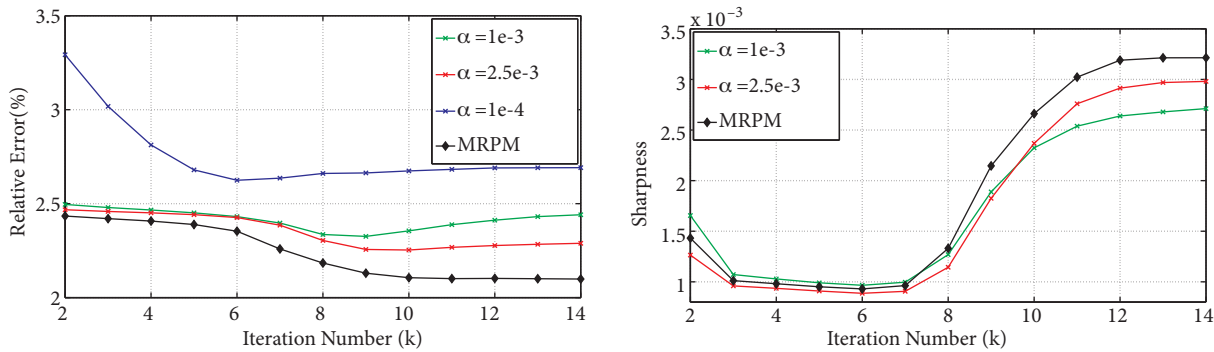 3.5
3
2.5
2
Relative Error(%)
2 4 6 8 10 12 14
Iteration Number (k)
α =1e-3
α =2.5e-3
α =1e-4
MRPM
x 10⁻³
3.5
3
2.5
2
1.5
1
Sharpness
2 4 6 8 10 12 14
Iteration Number (k)
α =1e-3
α =2.5e-3
MRPM